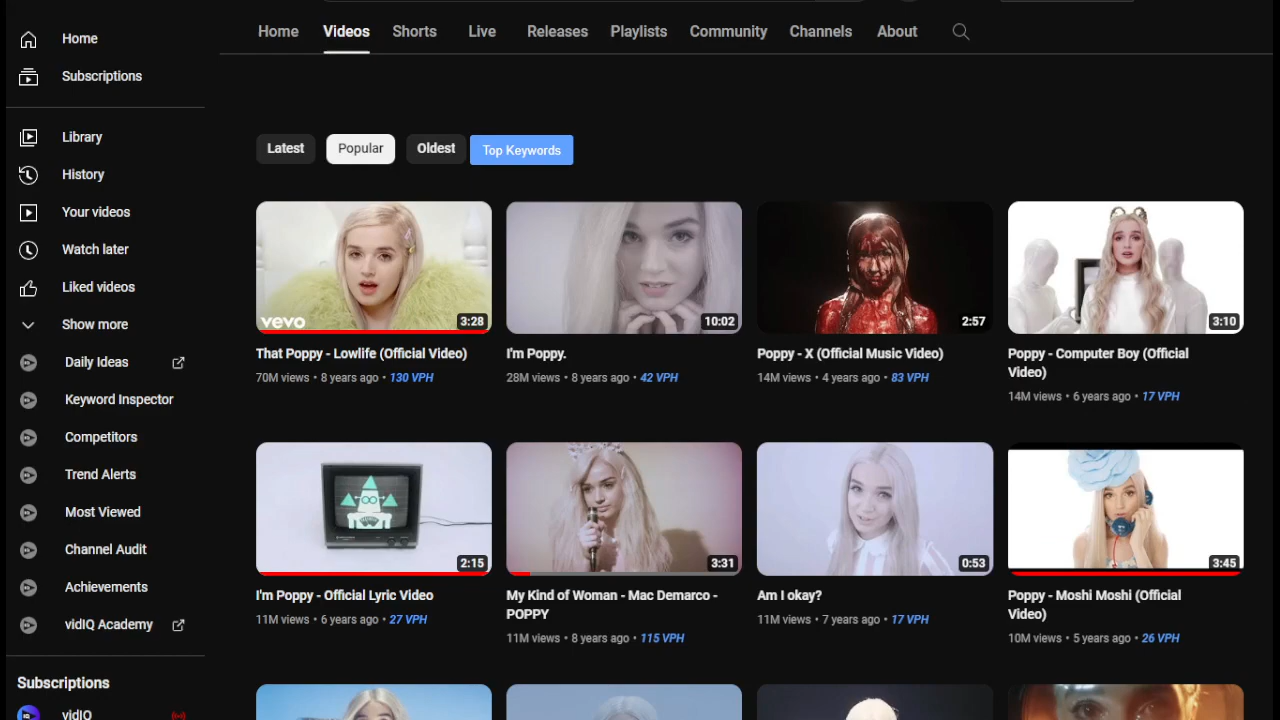 Home
Videos
Shorts
Live
Releases
Playlists
Community
Channels
About
Home
Subscriptions
Library
History
Your videos
Watch later
Liked videos
Show more
Daily Ideas
Keyword Inspector
Competitors
Trend Alerts
Most Viewed
Channel Audit
Achievements
vidIQ Academy
Subscriptions
vidIQ
Latest
Popular
Oldest
Top Keywords
vevo
3:28
That Poppy - Lowlife (Official Video)
70M views • 8 years ago • 130 VPH
10:02
I'm Poppy.
28M views • 8 years ago • 42 VPH
2:57
Poppy - X (Official Music Video)
14M views • 4 years ago • 83 VPH
3:10
Poppy - Computer Boy (Official
Video)
14M views • 6 years ago • 17 VPH
2:15
I'm Poppy - Official Lyric Video
11M views • 6 years ago • 27 VPH
3:31
My Kind of Woman - Mac Demarco -
POPPY
11M views • 8 years ago • 115 VPH
0:53
Am I okay?
11M views • 7 years ago • 17 VPH
3:45
Poppy - Moshi Moshi (Official
Video)
10M views • 5 years ago • 26 VPH